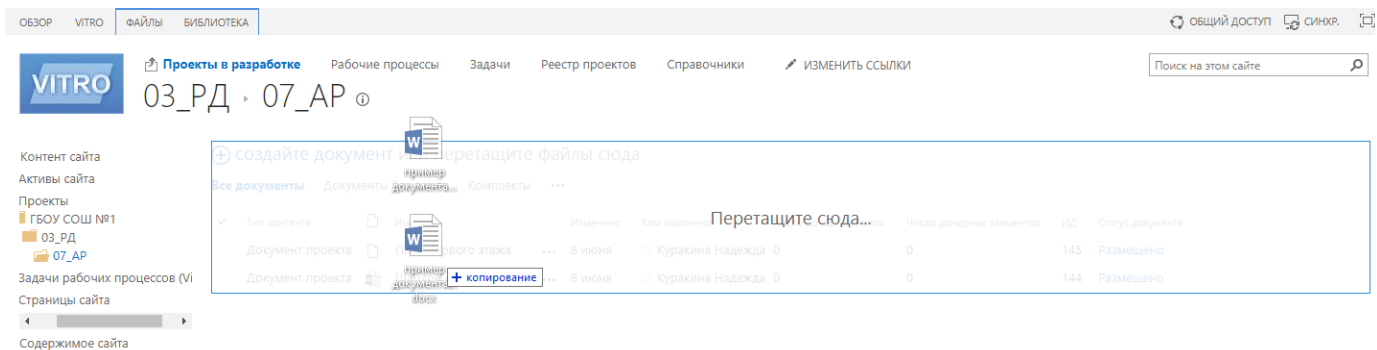 ОБЗОР VITRO ФАЙЛЫ БИБЛИОТЕКА ОБЩИЙ ДОСТУП СИНХР.
VITRO
Проекты в разработке Рабочие процессы Задачи Реестр проектов Справочники ИЗМЕНИТЬ ССЫЛКИ
Поиск на этом сайте
03_РД 07_АР
Контент сайта
Активы сайта
Проекты
ГБОУ СОШ №1
03_РД
07_АР
Задачи рабочих процессов (Vi
Страницы сайта
Содержимое сайта
создайте документ или перетащите файлы сюда
пример
документа...
Все документы Документы Комплекты ...
Тип контента Изменено Кем изменено Число дочерних элементов ИД Статус документа
Перетащите сюда...
Документ проекта этажа ... 8 июня Куракина Надежда 0 0 145 Размещено
Документ проекта ... 8 июня Куракина Надежда 0 0 144 Размещено
пример
документа...
docx
+ копирование